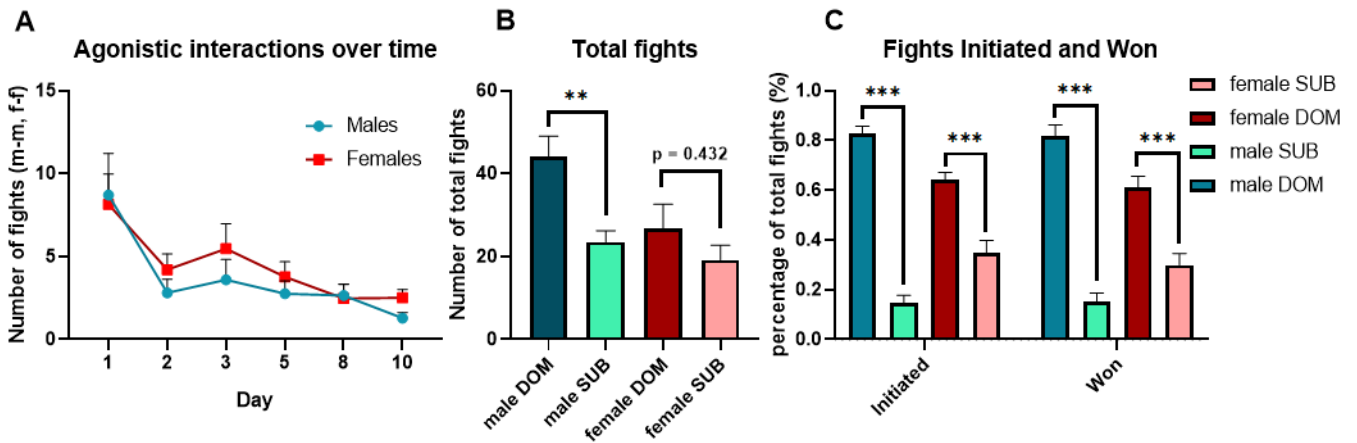 A
Agonistic interactions over time
Number of fights (m-m, f-f)
15
10
5
0
Males
Females
1 2 3 5 8 10
Day
B
Total fights
Number of total fights
60
40
20
0
**
p = 0.432
male DOM
male SUB
female DOM
female SUB
C
Fights Initiated and Won
percentage of total fights (%)
1.0
0.8
0.6
0.4
0.2
0.0
***
***
***
***
Initiated
Won
female SUB
female DOM
male SUB
male DOM